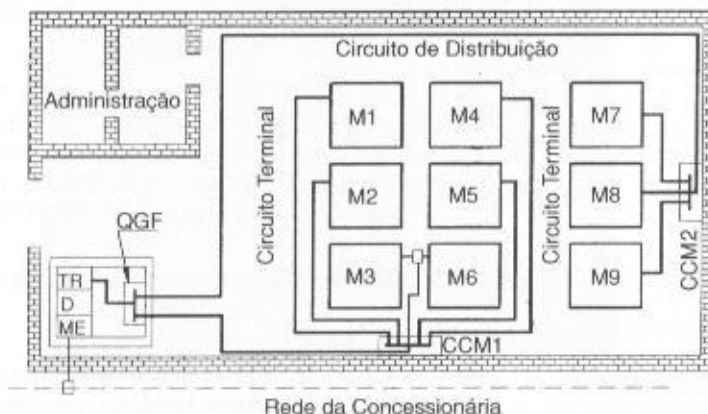 Circuito de Distribuição
Administração
Circuito Terminal
M1
M4
Circuito Terminal
M7
M2
M5
M8
QGF
M3
M6
M9
CCM2
TR
D
ME
CCM1
Rede da Concessionária